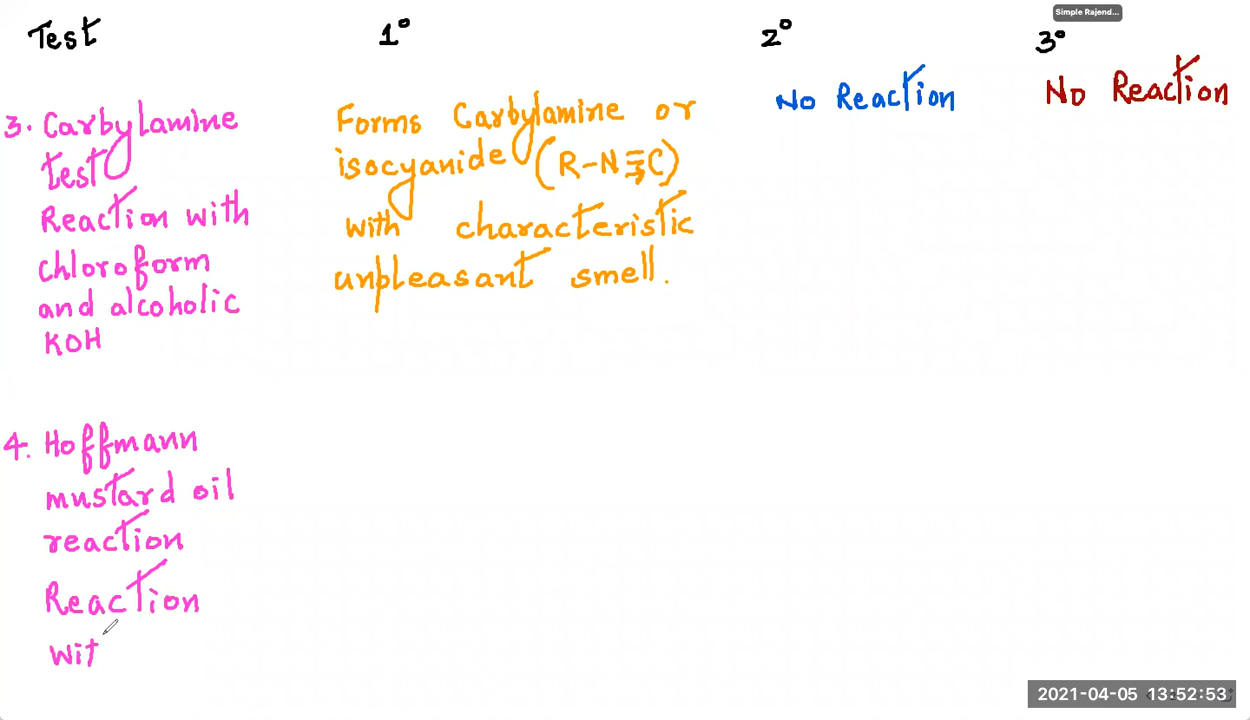 Simple Rajend...
Test 1° 2° 3°
3. Carbylamine
test
Reaction with
chloroform
and alcoholic
KOH
Forms Carbylamine or
isocyanide (R-N≡C)
with characteristic
unpleasant smell.
No Reaction
No Reaction
4. Hoffmann
mustard oil
reaction
Reaction
wit
2021-04-05 13:52:53